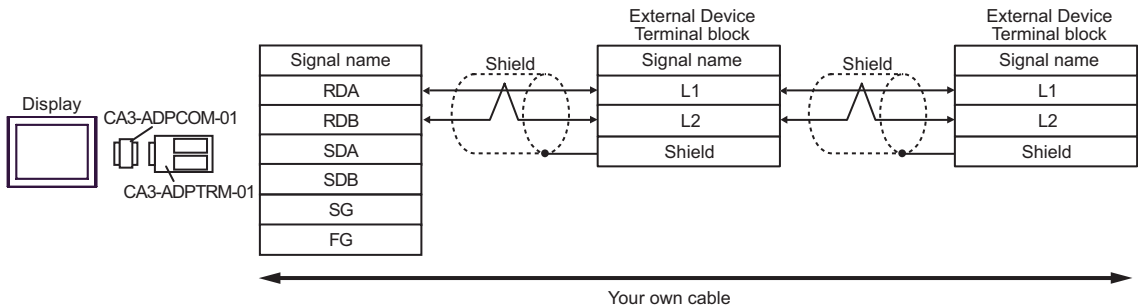 Display
CA3-ADPCOM-01
CA3-ADPTRM-01
Signal name
RDA
RDB
SDA
SDB
SG
FG
Shield
External Device
Terminal block
Signal name
L1
L2
Shield
Shield
External Device
Terminal block
Signal name
L1
L2
Shield
Your own cable